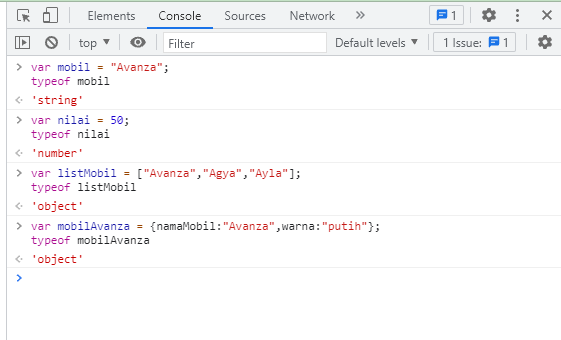 Elements Console Sources Network » 1
top Filter Default levels 1 Issue: 1
> var mobil = "Avanza";
typeof mobil
'string'
> var nilai = 50;
typeof nilai
'number'
> var listMobil = ["Avanza","Agya","Ayla"];
typeof listMobil
'object'
> var mobilAvanza = {namaMobil:"Avanza",warna:"putih"};
typeof mobilAvanza
'object'
>